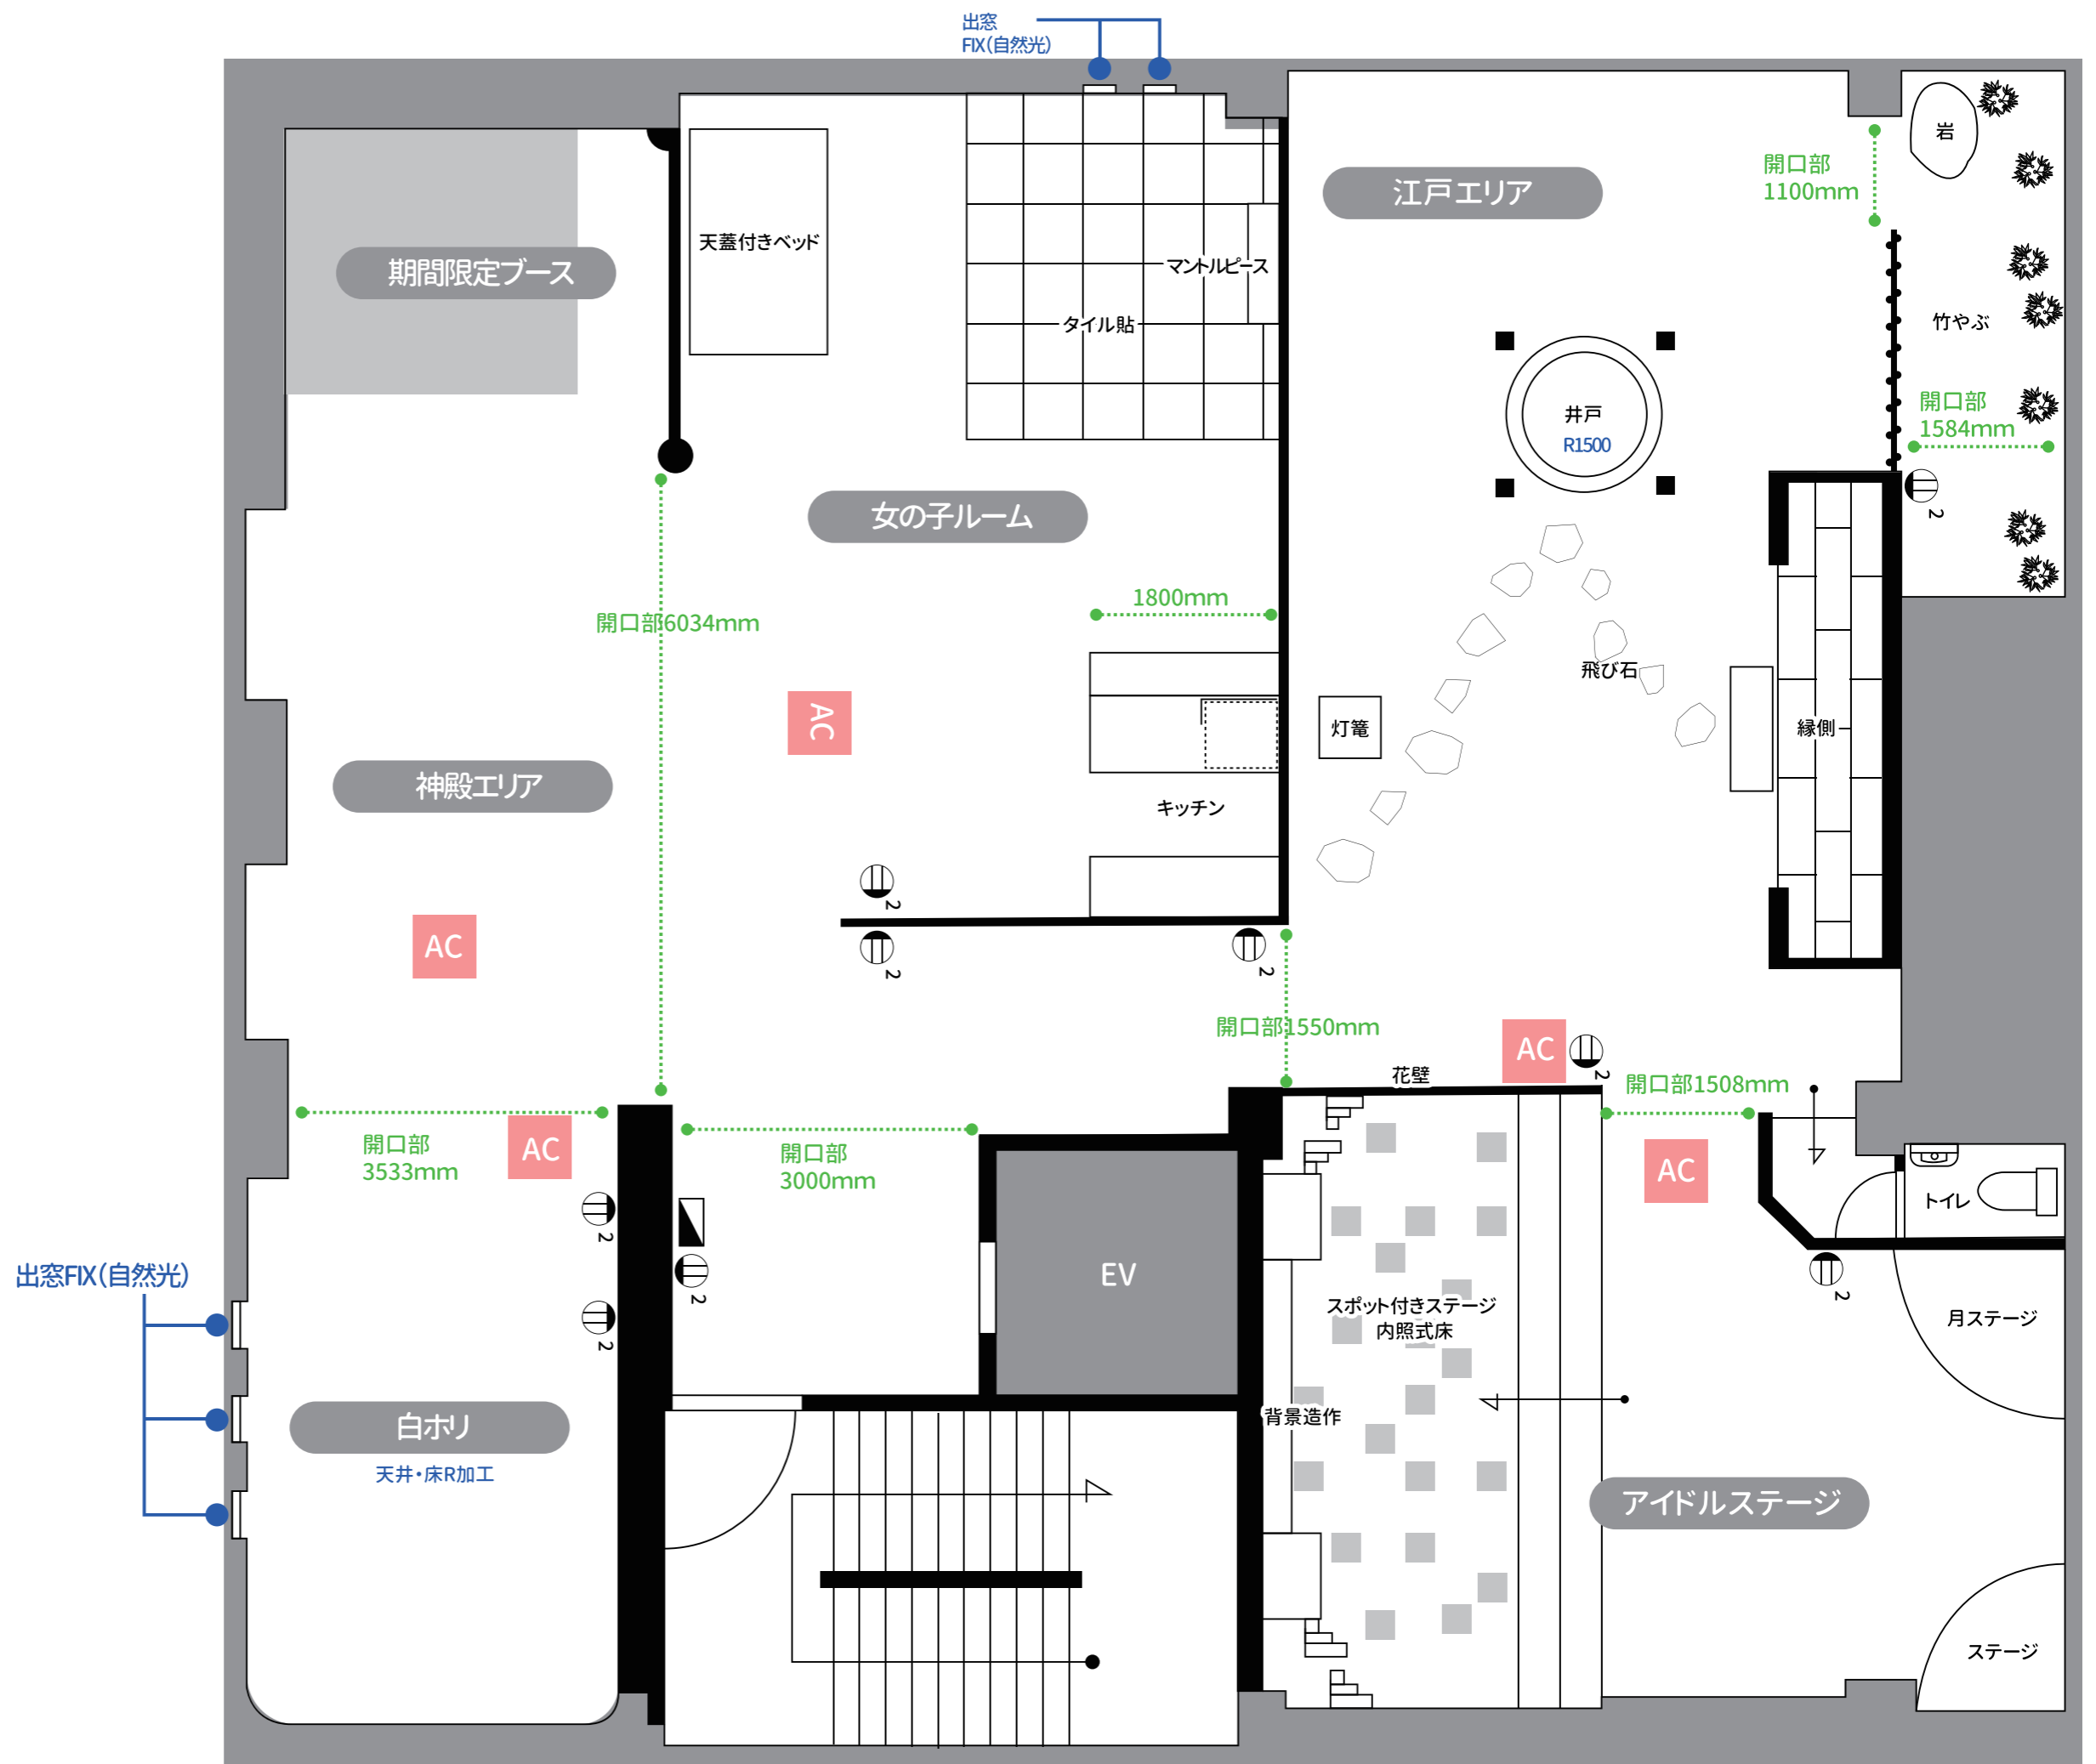 出窓
FIX(自然光)
岩
開口部
1100mm
江戸エリア
天蓋付きベッド
期間限定ブース
マントルピース
タイル貼
竹やぶ
井戸
R1500
開口部
1584mm
2
女の子ルーム
1800mm
開口部6034mm
飛び石
AC
灯篭
縁側
神殿エリア
キッチン
2
AC
2
2
開口部1550mm
AC
2
花壁
開口部1508mm
開口部
3533mm
AC
開口部
3000mm
AC
トイレ
2
出窓FIX(自然光)
EV
2
2
スポット付きステージ
内照式床
月ステージ
2
背景造作
白ホリ
天井・床R加工
アイドルステージ
ステージ